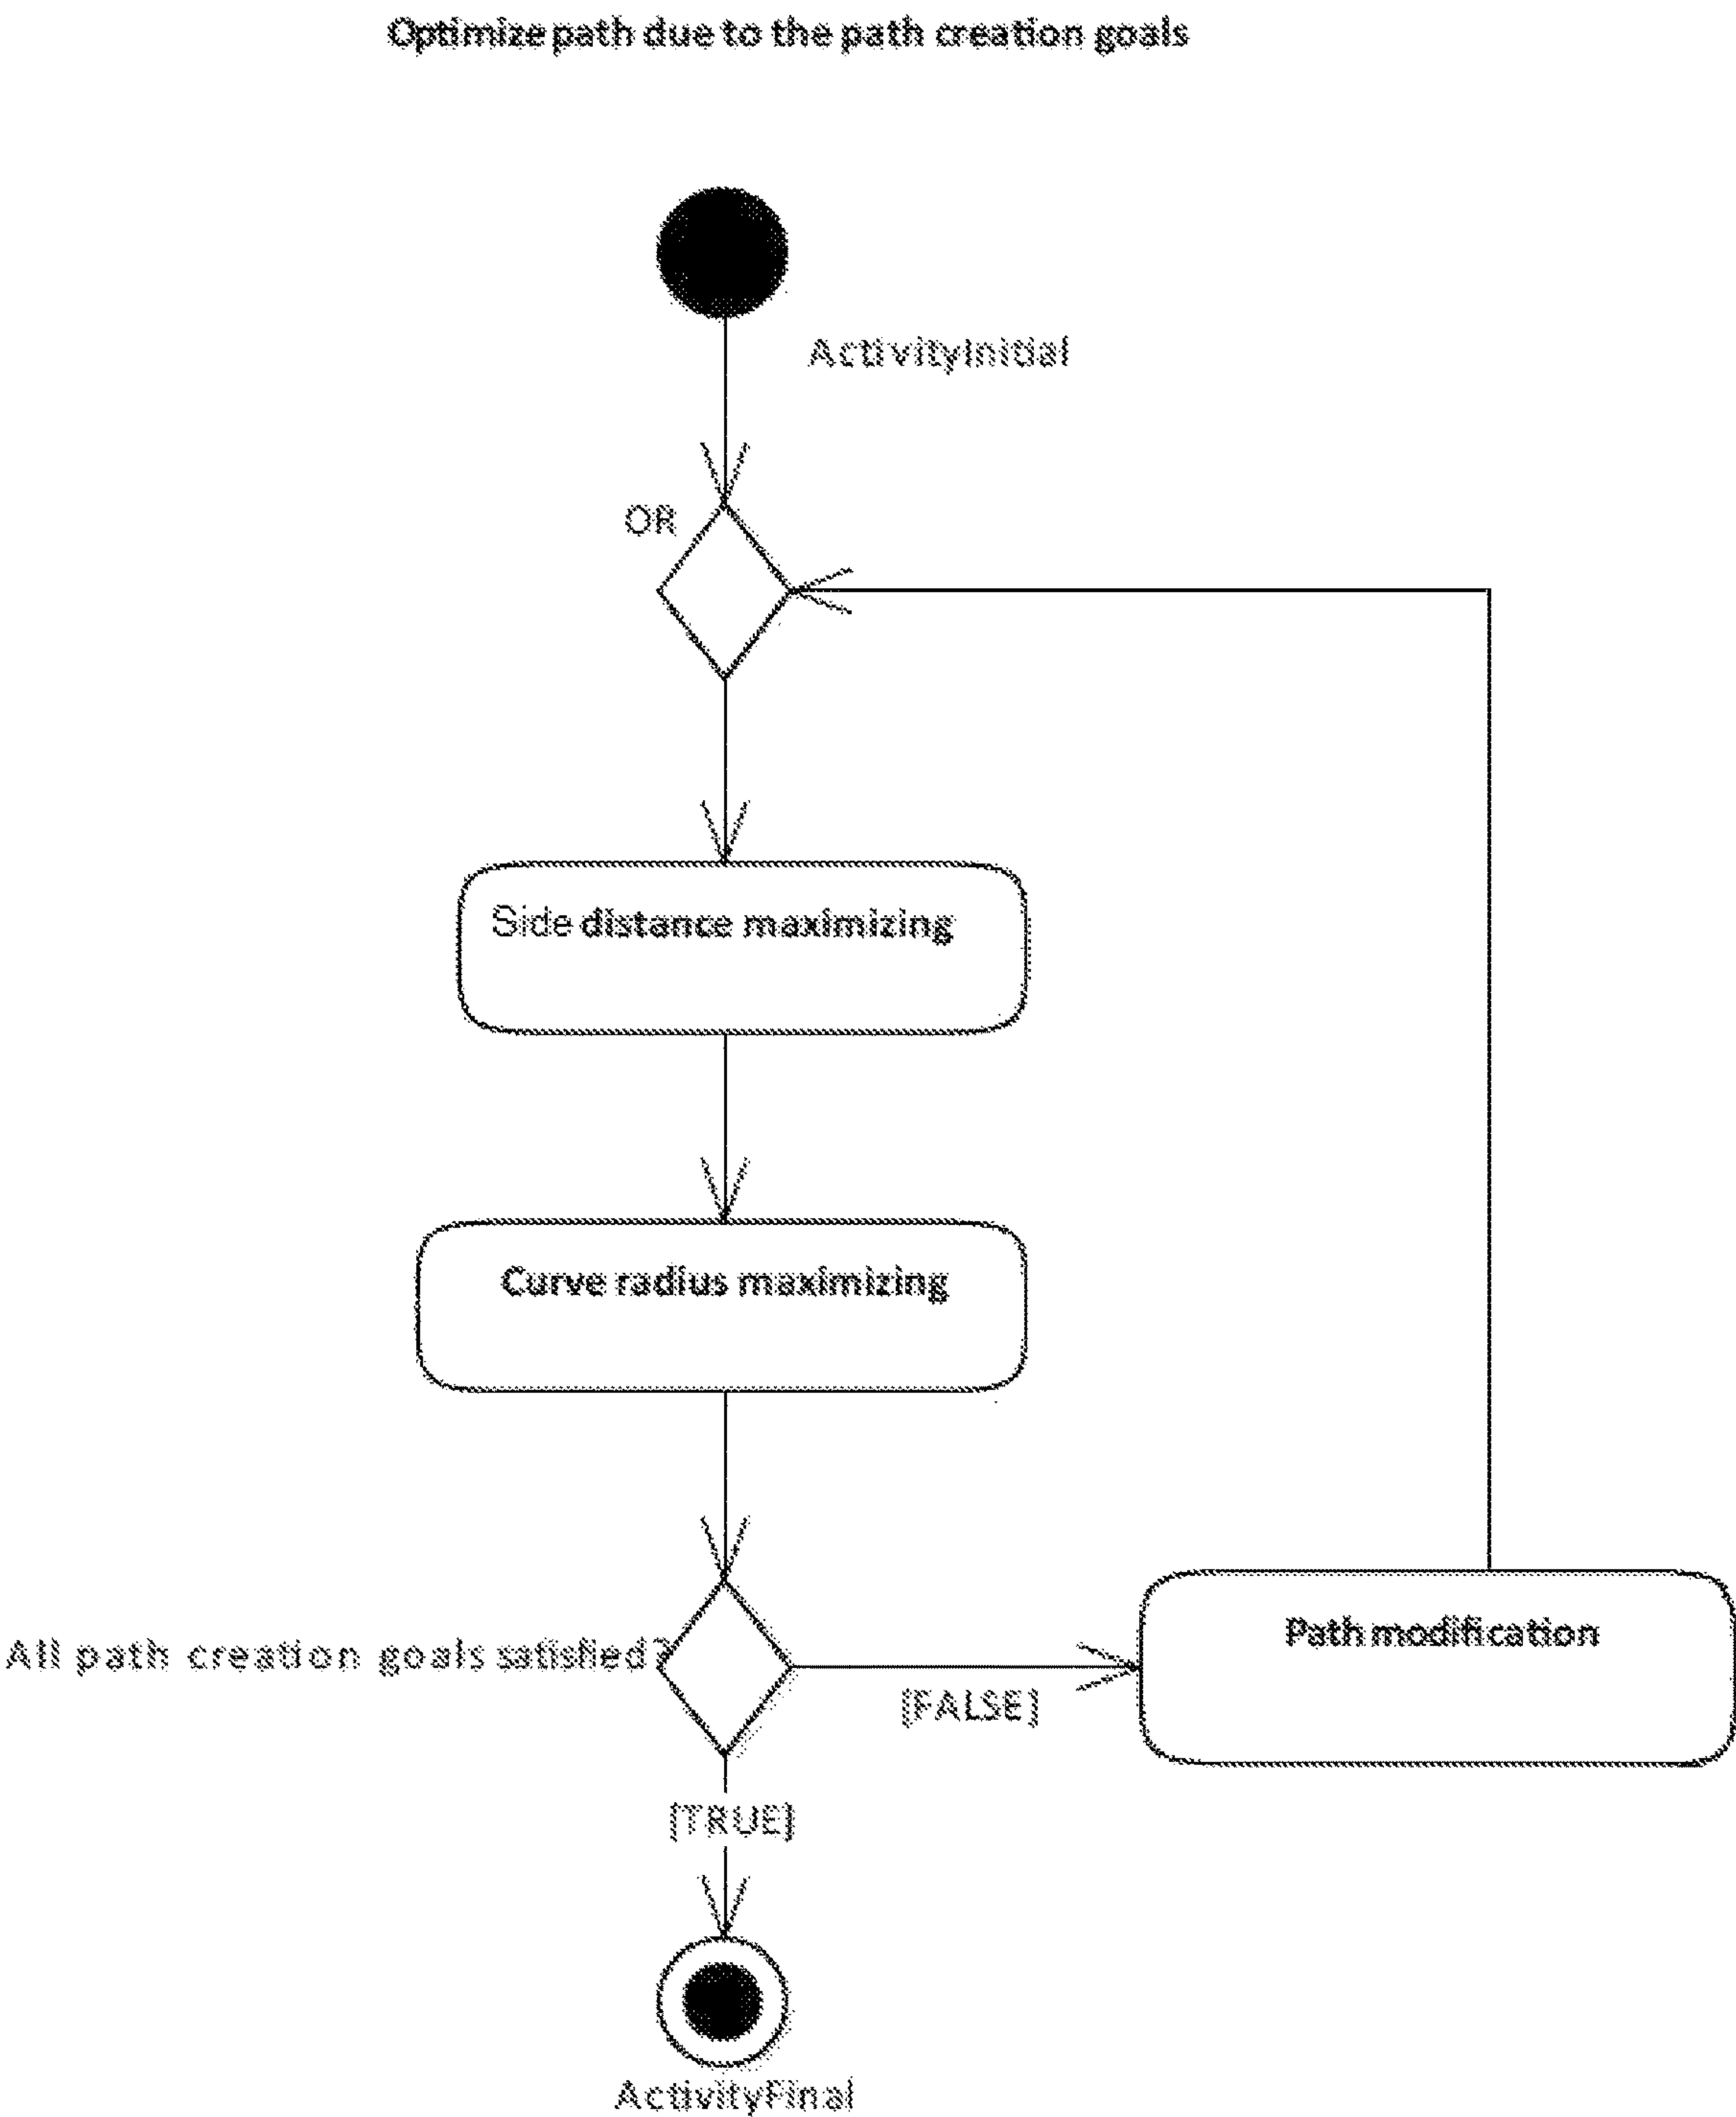 Optimize path due to the path creation goals
ActivityInitial
OR
Side distance maximizing
Curve radius maximizing
All path creation goals satisfied?
Path modification
[FALSE]
[TRUE]
ActivityFinal